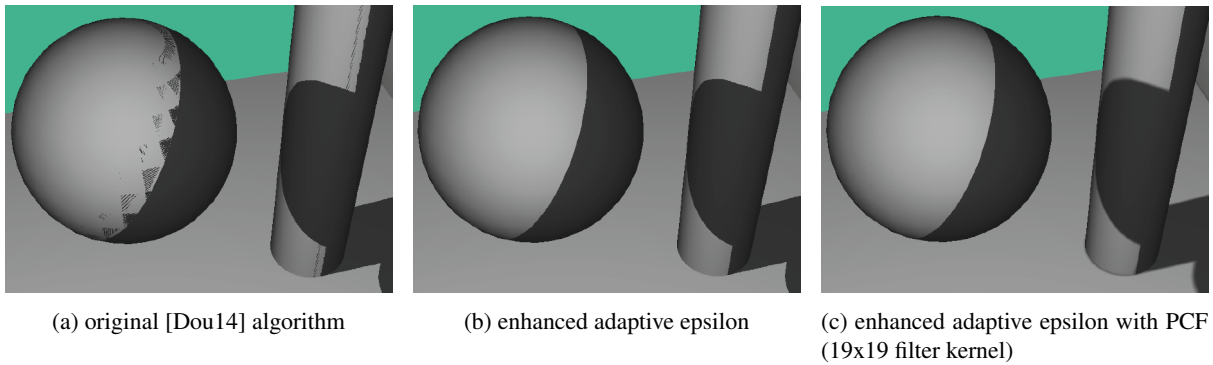 (a) original [Dou14] algorithm
(b) enhanced adaptive epsilon
(c) enhanced adaptive epsilon with PCF
(19x19 filter kernel)